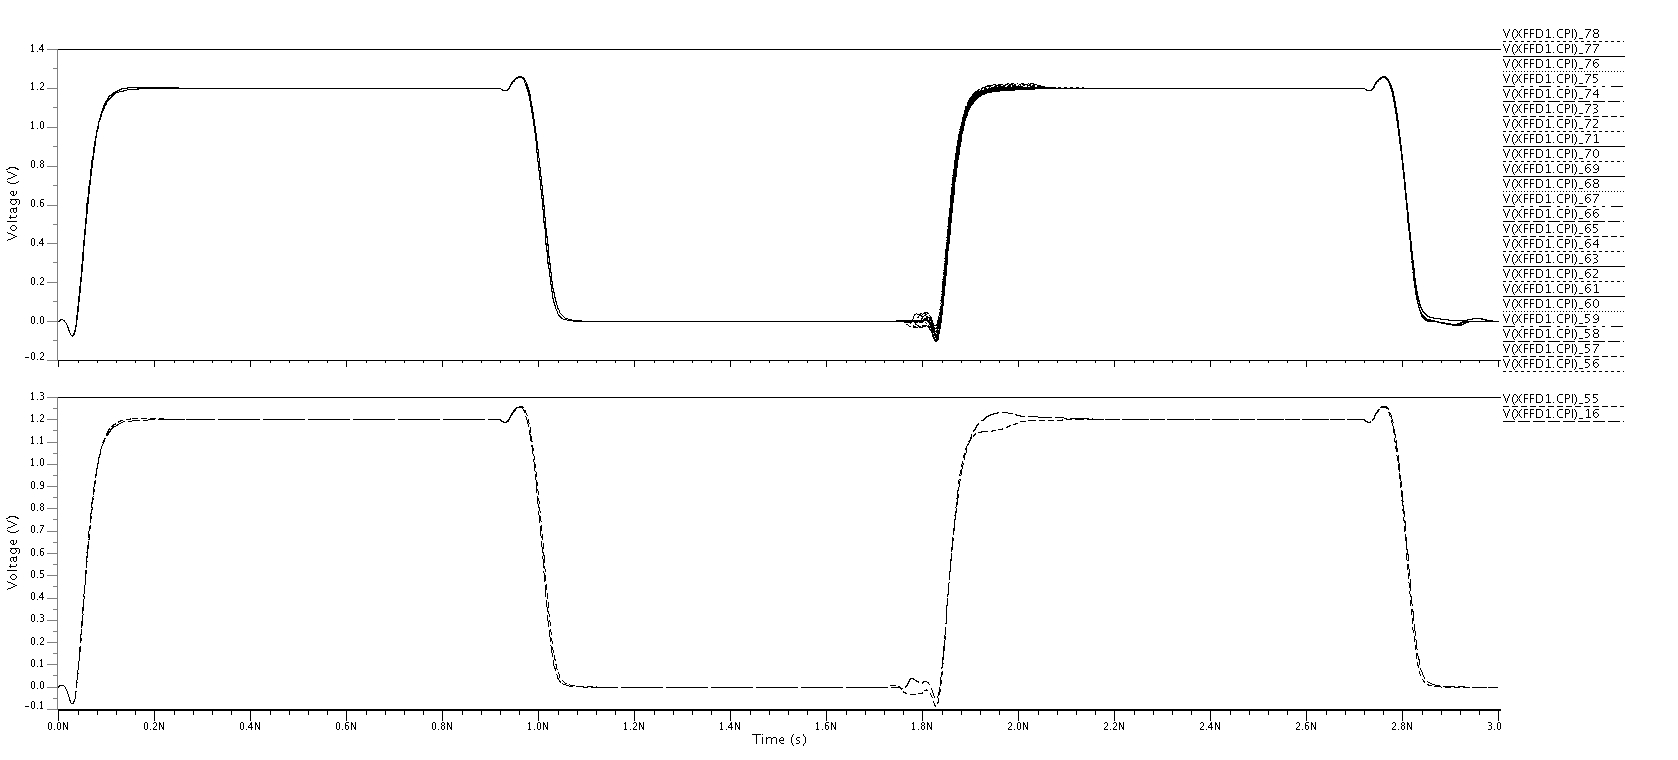 V(XFFD1.CPI)_78
V(XFFD1.CPI)_77
V(XFFD1.CPI)_76
V(XFFD1.CPI)_75
V(XFFD1.CPI)_74
V(XFFD1.CPI)_73
V(XFFD1.CPI)_72
V(XFFD1.CPI)_71
V(XFFD1.CPI)_70
V(XFFD1.CPI)_69
V(XFFD1.CPI)_68
V(XFFD1.CPI)_67
V(XFFD1.CPI)_66
V(XFFD1.CPI)_65
V(XFFD1.CPI)_64
V(XFFD1.CPI)_63
V(XFFD1.CPI)_62
V(XFFD1.CPI)_61
V(XFFD1.CPI)_60
V(XFFD1.CPI)_59
V(XFFD1.CPI)_58
V(XFFD1.CPI)_57
V(XFFD1.CPI)_56
Voltage (V)
1.4
1.2
1.0
0.8
0.6
0.4
0.2
0.0
-0.2
V(XFFD1.CPI)_55
V(XFFD1.CPI)_16
Voltage (V)
1.3
1.2
1.1
1.0
0.9
0.8
0.7
0.6
0.5
0.4
0.3
0.2
0.1
0.0
-0.1
0.0N 0.2N 0.4N 0.6N 0.8N 1.0N 1.2N 1.4N 1.6N 1.8N 2.0N 2.2N 2.4N 2.6N 2.8N 3.0
Time (s)